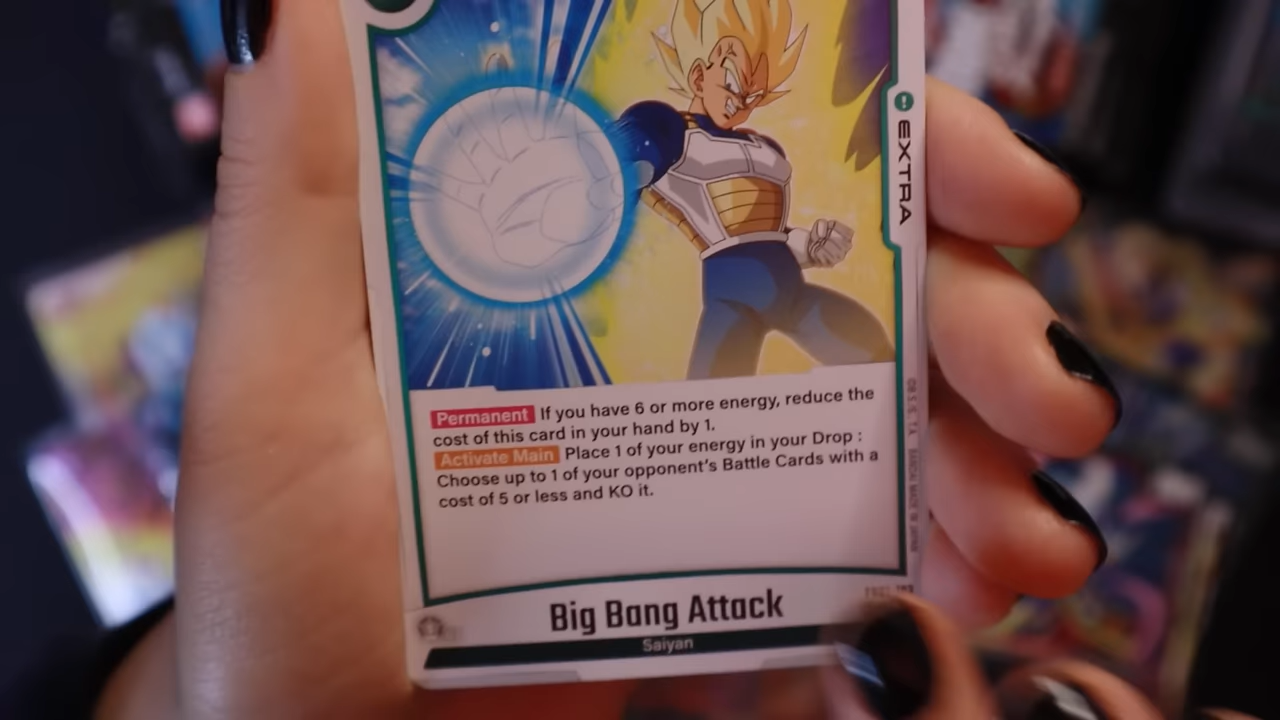 EXTRA
Permanent If you have 6 or more energy, reduce the
cost of this card in your hand by 1.
Activate Main Place 1 of your energy in your Drop :
Choose up to 1 of your opponent's Battle Cards with a
cost of 5 or less and KO it.
Big Bang Attack
Saiyan